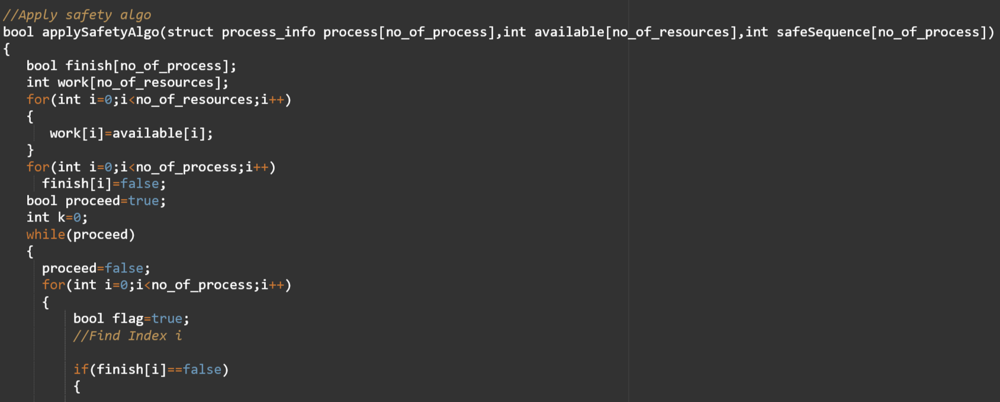 //Apply safety algo
bool applySafetyAlgo(struct process_info process[no_of_process],int available[no_of_resources],int safeSequence[no_of_process])
{
   bool finish[no_of_process];
   int work[no_of_resources];
   for(int i=0;i<no_of_resources;i++)
   {
      work[i]=available[i];
   }
   for(int i=0;i<no_of_process;i++)
     finish[i]=false;
   bool proceed=true;
   int k=0;
   while(proceed)
   {
     proceed=false;
     for(int i=0;i<no_of_process;i++)
     {
         bool flag=true;
         //Find Index i

         if(finish[i]==false)
         {